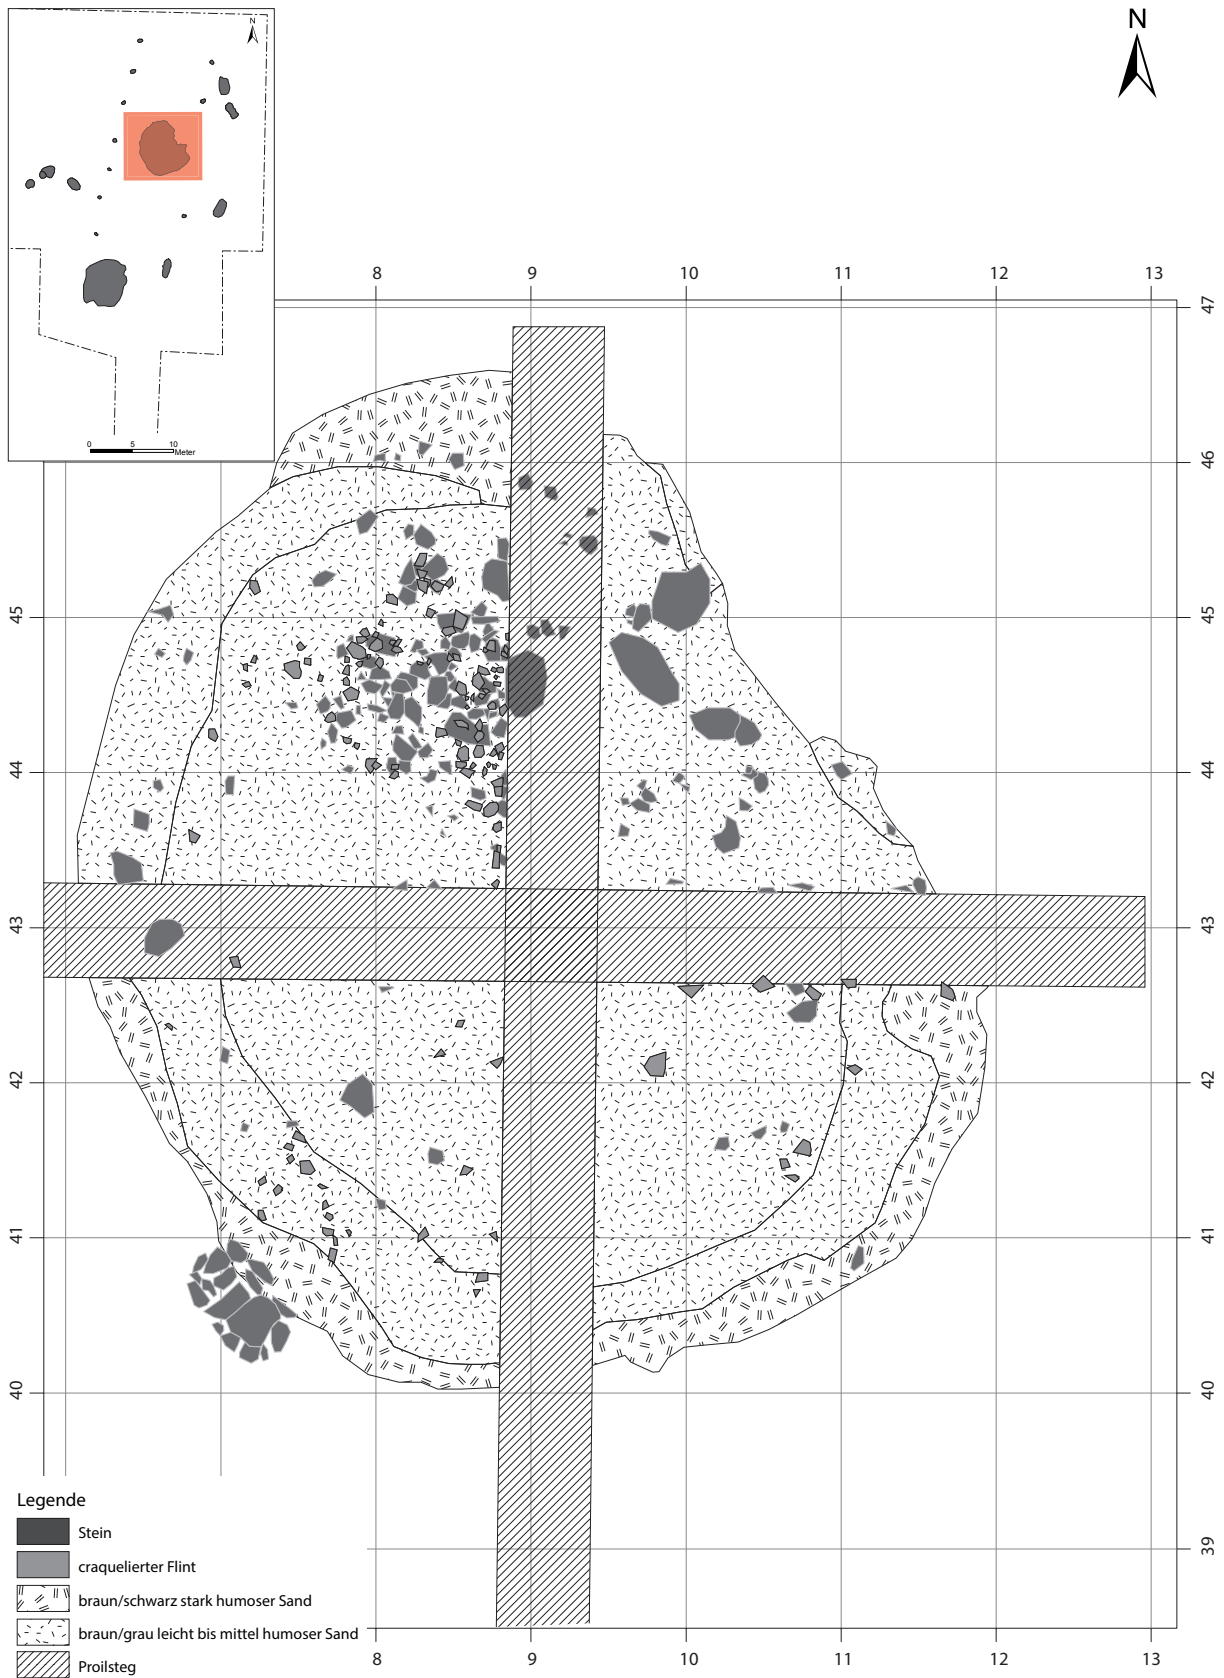 N
N
0 5 10
Meter
8 9 10 11 12 13
47
46
45 44 43 42 41 40 39
45
44
43
42
41
40
8 9 10 11 12 13
Legende
Stein
craquelierter Flint
braun/schwarz stark humoser Sand
braun/grau leicht bis mittel humoser Sand
Proilsteg